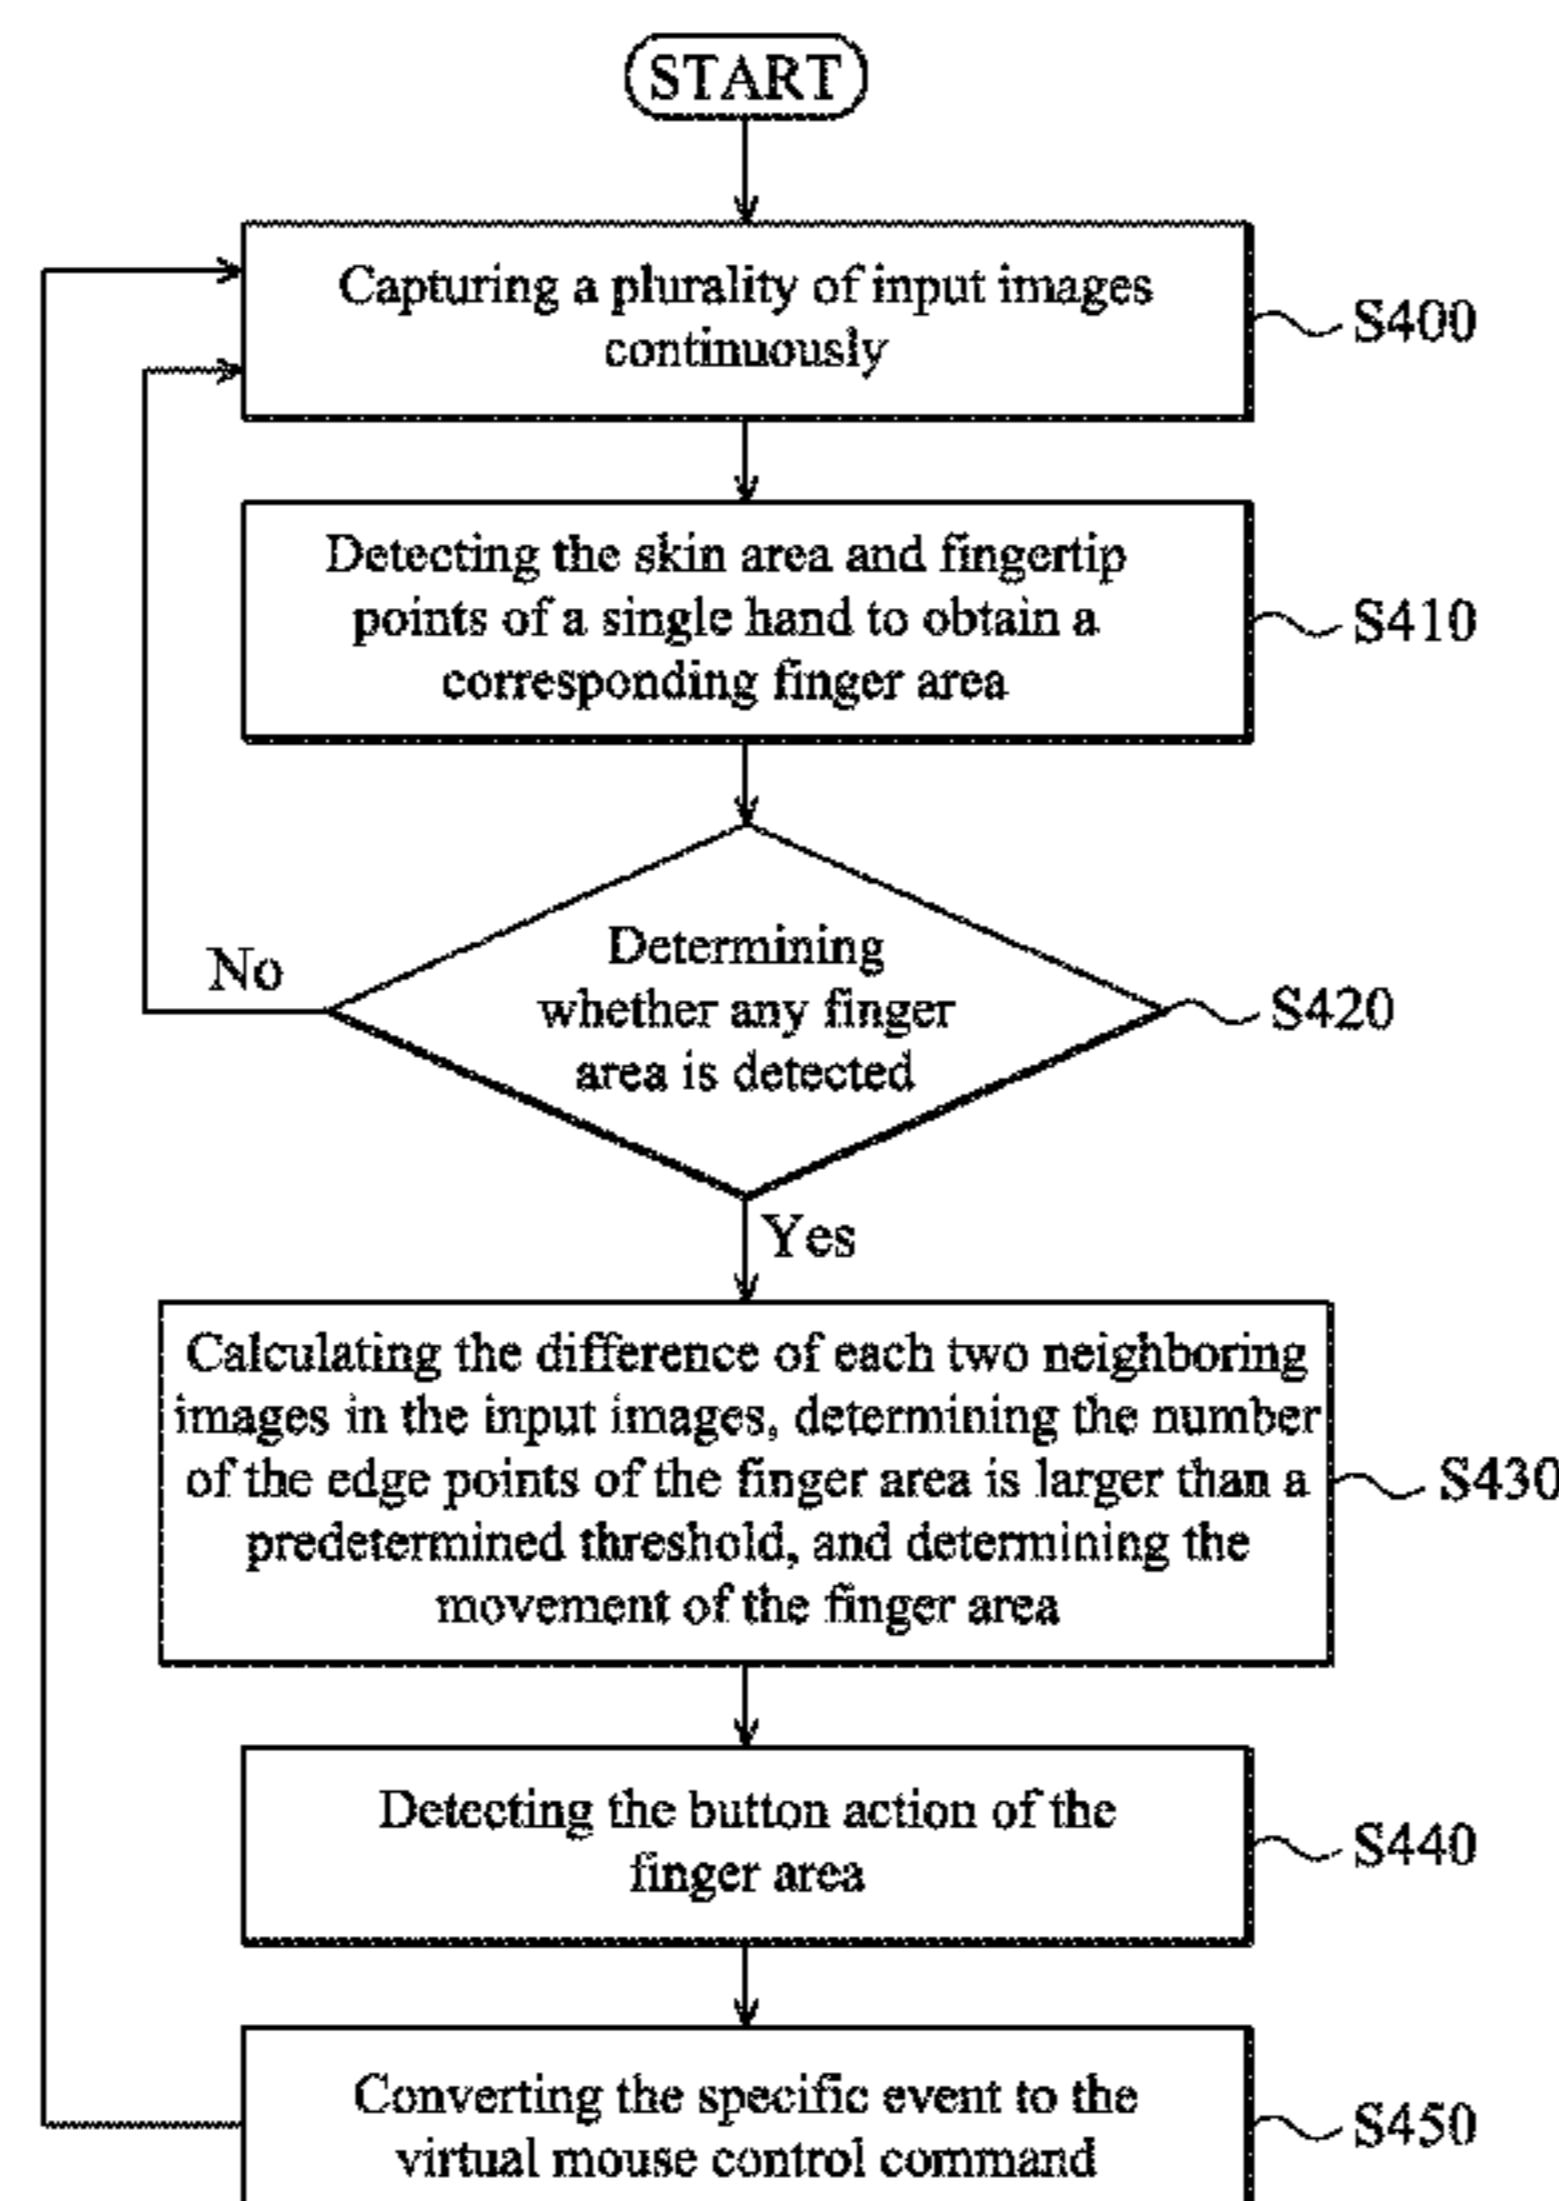 START
Capturing a plurality of input images
continuously
S400
Detecting the skin area and fingertip
points of a single hand to obtain a
corresponding finger area
S410
Determining
whether any finger
area is detected
S420
No
Yes
Calculating the difference of each two neighboring
images in the input images, determining the number
of the edge points of the finger area is larger than a
predetermined threshold, and determining the
movement of the finger area
S430
Detecting the button action of the
finger area
S440
Converting the specific event to the
virtual mouse control command
S450